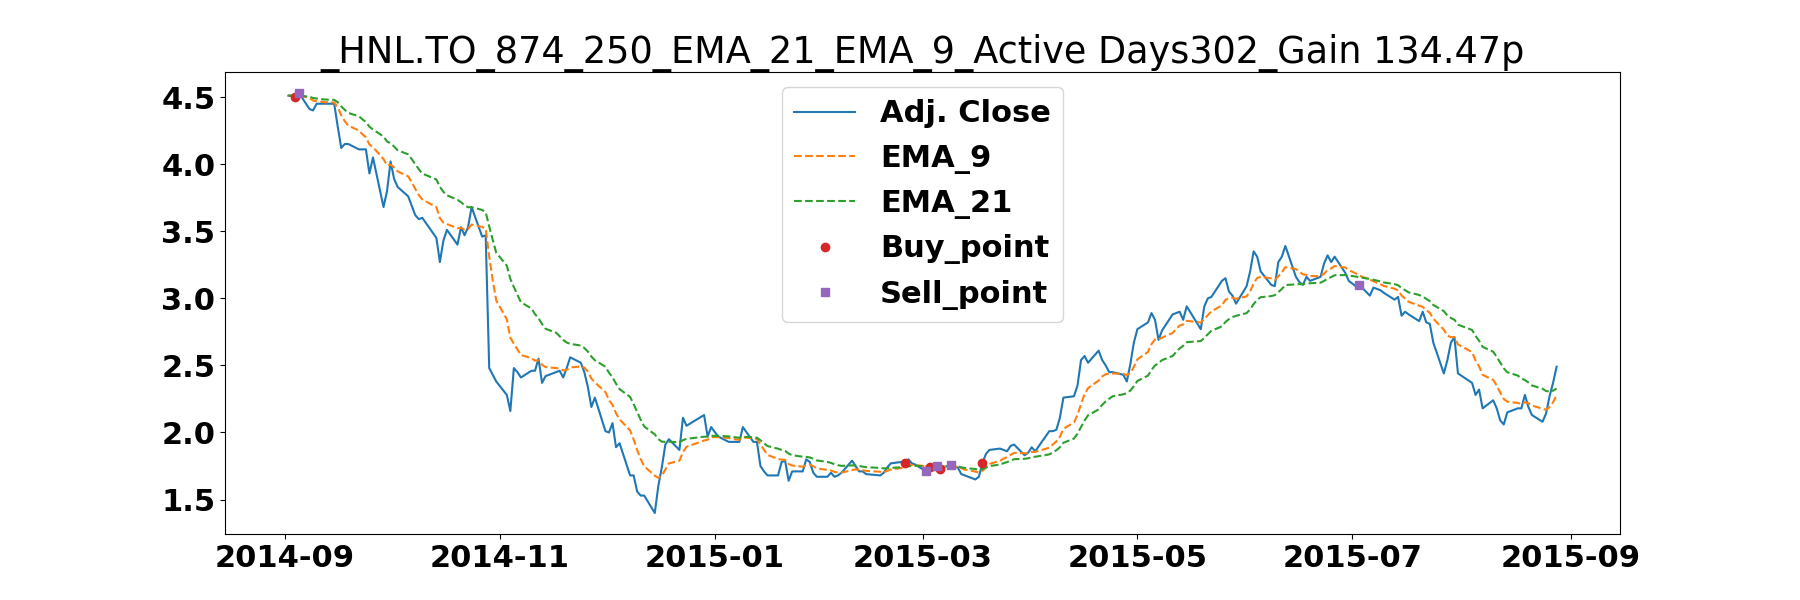 _HNL.TO_874_250_EMA_21_EMA_9_Active Days302_Gain 134.47p
4.5
4.0
3.5
3.0
2.5
2.0
1.5
Adj. Close
EMA_9
EMA_21
Buy_point
Sell_point
2014-09 2014-11 2015-01 2015-03 2015-05 2015-07 2015-09